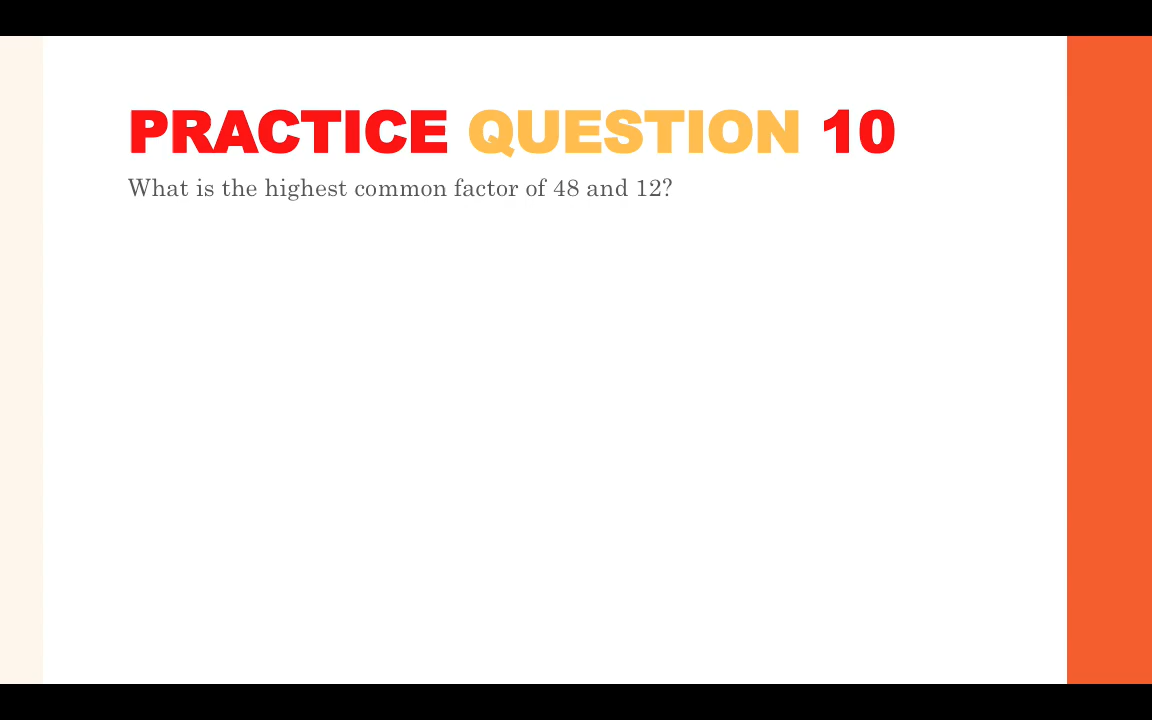 PRACTICE QUESTION 10
What is the highest common factor of 48 and 12?